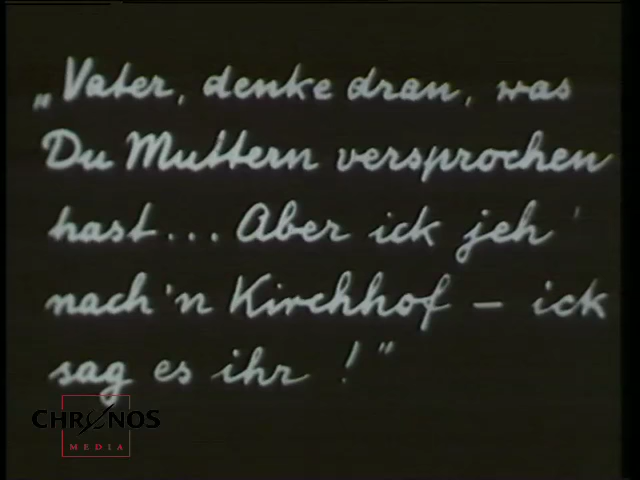 „Vater, denke dran, was
Du Muttern versprochen
hast... Aber ick jeh'
nach'n Kirchhof – ick
sag es ihr!"
CHRONOS
MEDIA